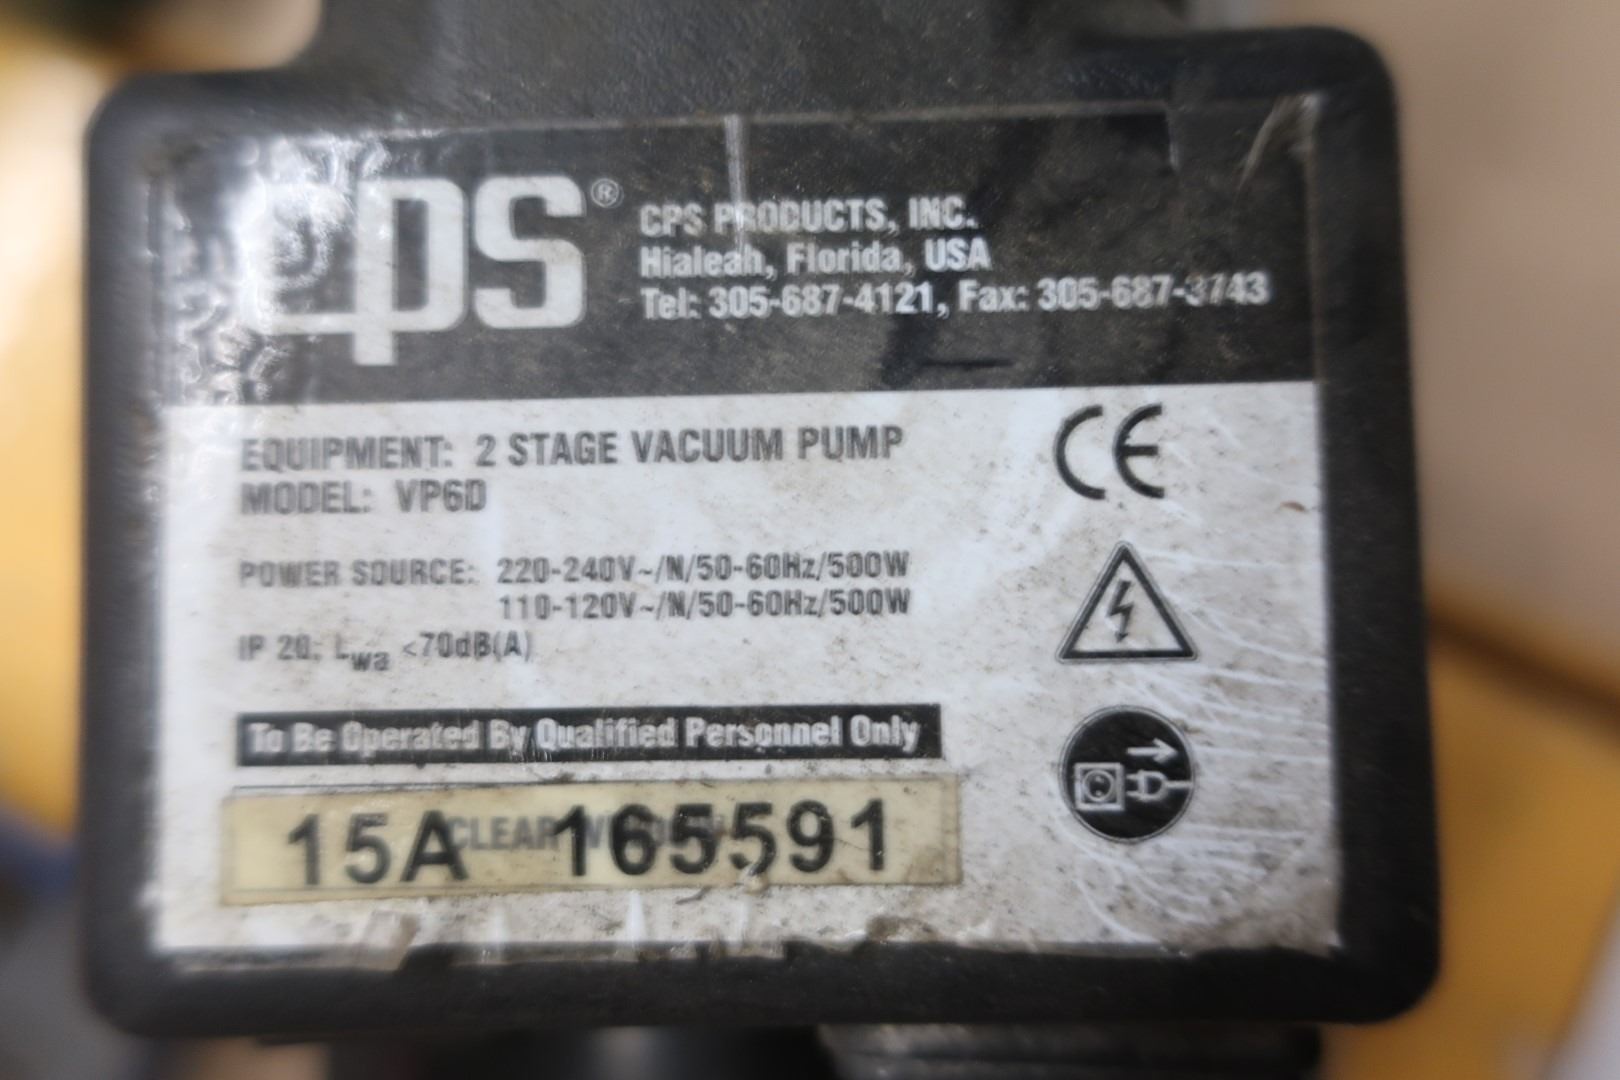 cps®
CPS PRODUCTS, INC.
Hialeah, Florida, USA
Tel: 305-687-4121, Fax: 305-687-3743
EQUIPMENT: 2 STAGE VACUUM PUMP
MODEL: VP6D
CE
POWER SOURCE: 220-240V~/N/50-60Hz/500W
110-120V~/N/50-60Hz/500W
IP 20; Lwa <70dB(A)
To Be Operated By Qualified Personnel Only
15A 165591
CLEAR